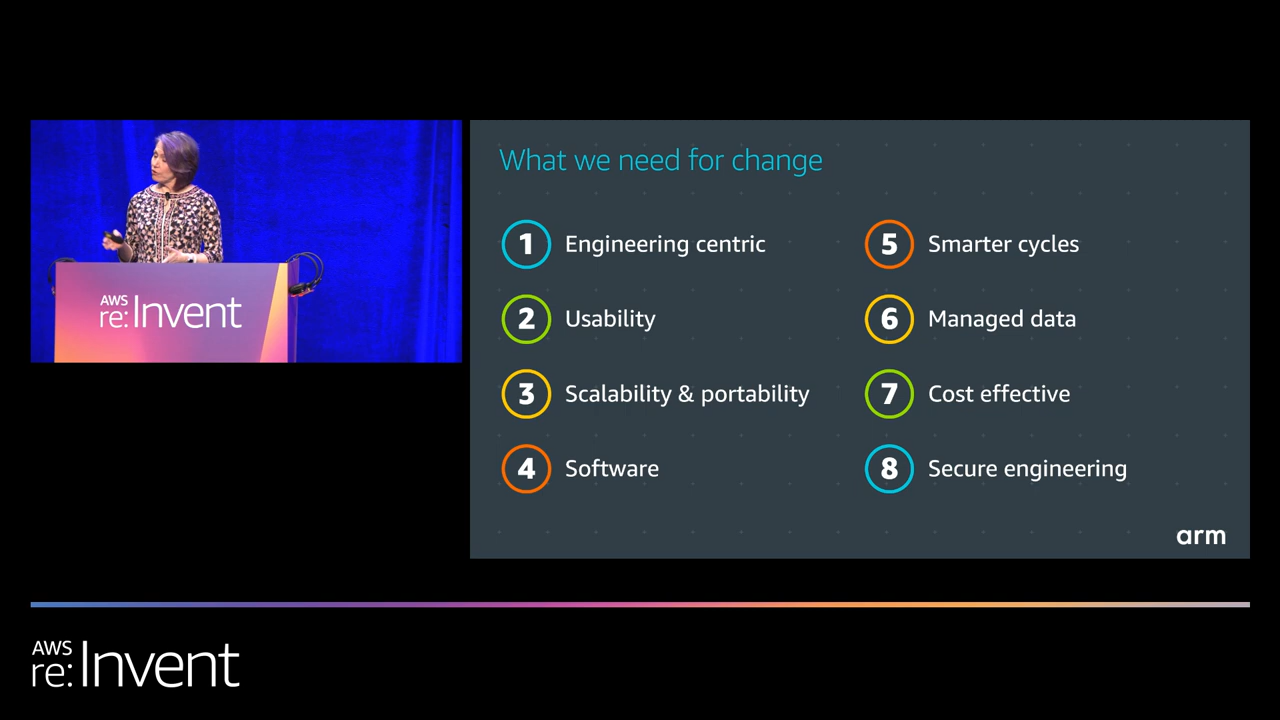 AWS
re:Invent
What we need for change
1 Engineering centric
2 Usability
3 Scalability & portability
4 Software
5 Smarter cycles
6 Managed data
7 Cost effective
8 Secure engineering
arm
AWS
re:Invent